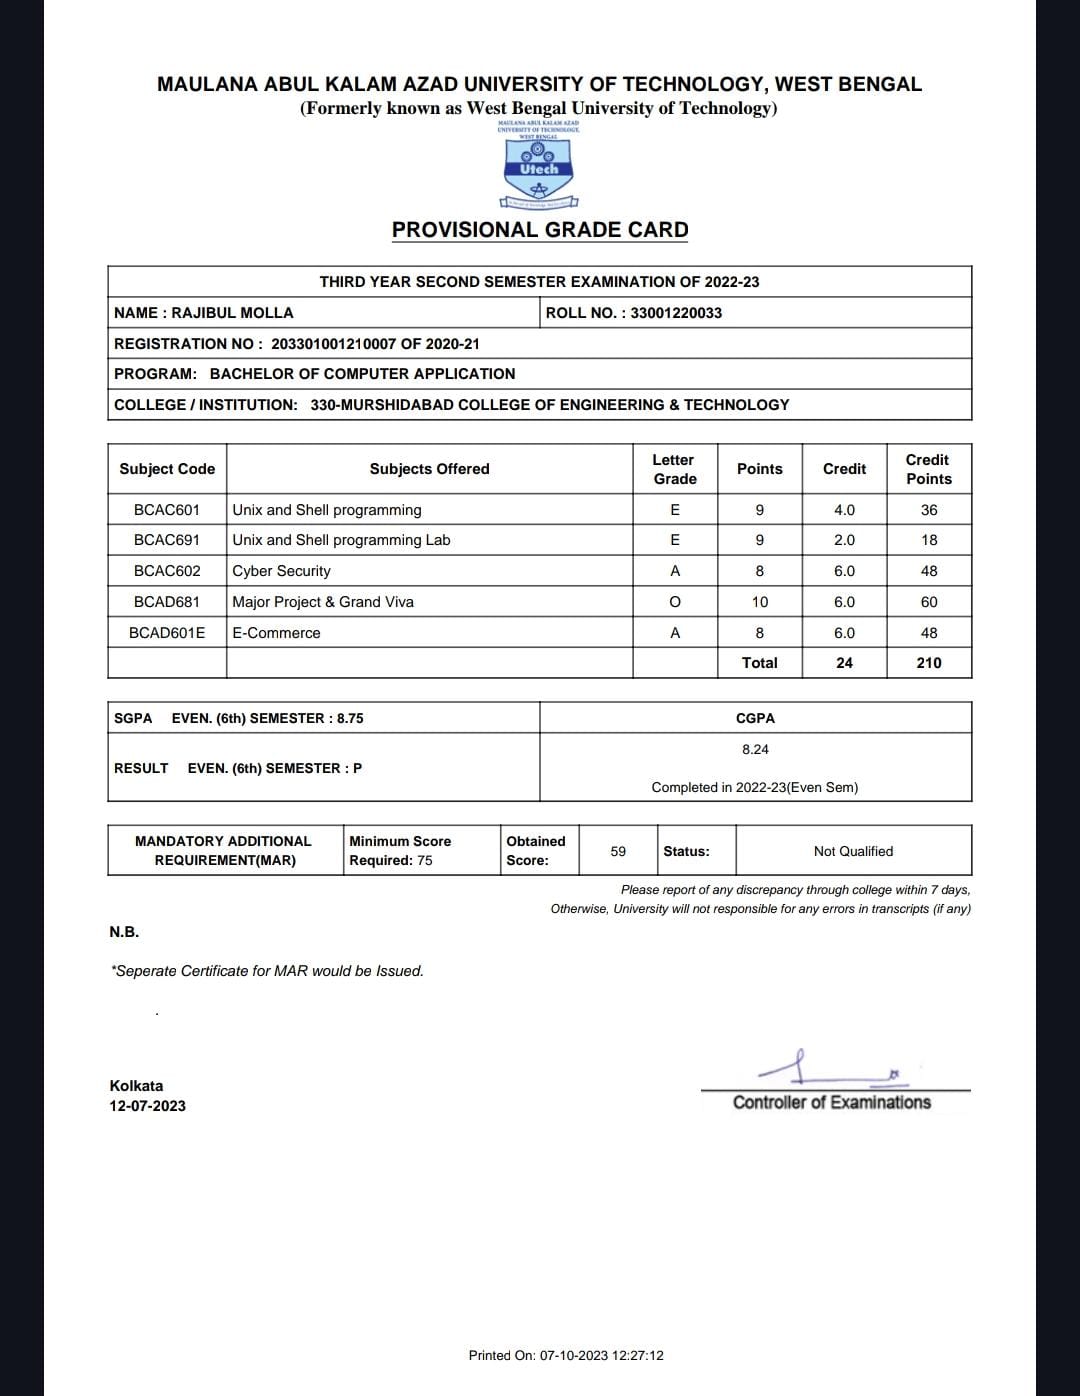 MAULANA ABUL KALAM AZAD UNIVERSITY OF TECHNOLOGY, WEST BENGAL
(Formerly known as West Bengal University of Technology)
MAULANA ABUL KALAM AZAD
UNIVERSITY OF TECHNOLOGY,
WEST BENGAL
Utech
PROVISIONAL GRADE CARD
THIRD YEAR SECOND SEMESTER EXAMINATION OF 2022-23
NAME : RAJIBUL MOLLA ROLL NO. : 33001220033
REGISTRATION NO : 203301001210007 OF 2020-21
PROGRAM: BACHELOR OF COMPUTER APPLICATION
COLLEGE / INSTITUTION: 330-MURSHIDABAD COLLEGE OF ENGINEERING & TECHNOLOGY
Subject Code Subjects Offered Letter Grade Points Credit Credit Points
BCAC601 Unix and Shell programming E 9 4.0 36
BCAC691 Unix and Shell programming Lab E 9 2.0 18
BCAC602 Cyber Security A 8 6.0 48
BCAD681 Major Project & Grand Viva O 10 6.0 60
BCAD601E E-Commerce A 8 6.0 48
Total 24 210
SGPA EVEN. (6th) SEMESTER : 8.75 CGPA
8.24
RESULT EVEN. (6th) SEMESTER : P
Completed in 2022-23(Even Sem)
MANDATORY ADDITIONAL REQUIREMENT(MAR) Minimum Score Required: 75 Obtained Score: 59 Status: Not Qualified
Please report of any discrepancy through college within 7 days,
Otherwise, University will not responsible for any errors in transcripts (if any)
N.B.
*Seperate Certificate for MAR would be Issued.
.
Kolkata
12-07-2023
Controller of Examinations
Printed On: 07-10-2023 12:27:12